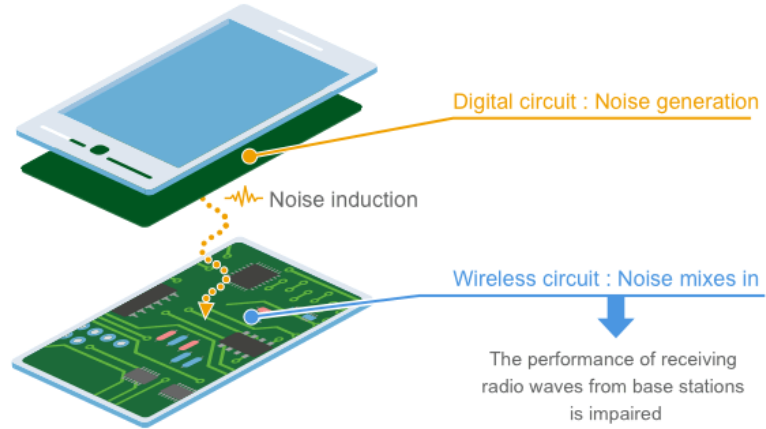 Digital circuit : Noise generation
Noise induction
Wireless circuit : Noise mixes in
The performance of receiving
radio waves from base stations
is impaired